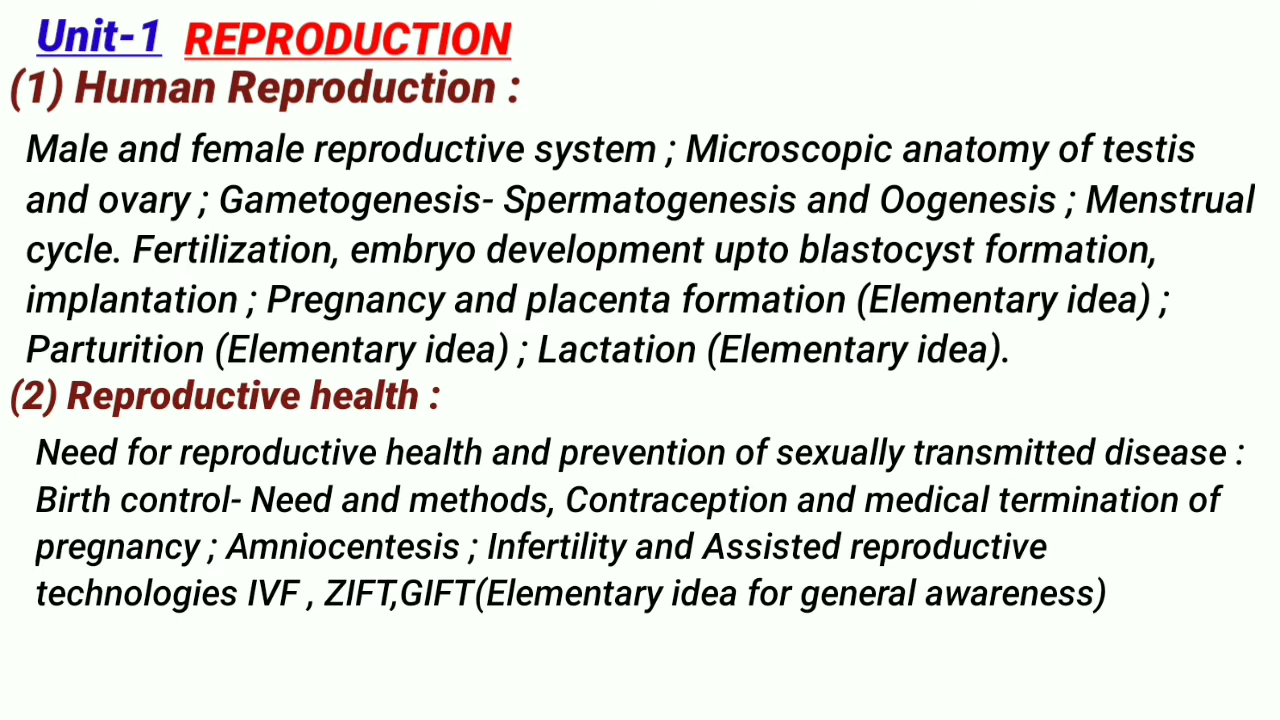 Unit-1 REPRODUCTION
(1) Human Reproduction :
Male and female reproductive system ; Microscopic anatomy of testis
and ovary ; Gametogenesis- Spermatogenesis and Oogenesis ; Menstrual
cycle. Fertilization, embryo development upto blastocyst formation,
implantation ; Pregnancy and placenta formation (Elementary idea) ;
Parturition (Elementary idea) ; Lactation (Elementary idea).
(2) Reproductive health :
Need for reproductive health and prevention of sexually transmitted disease :
Birth control- Need and methods, Contraception and medical termination of
pregnancy ; Amniocentesis ; Infertility and Assisted reproductive
technologies IVF , ZIFT,GIFT(Elementary idea for general awareness)